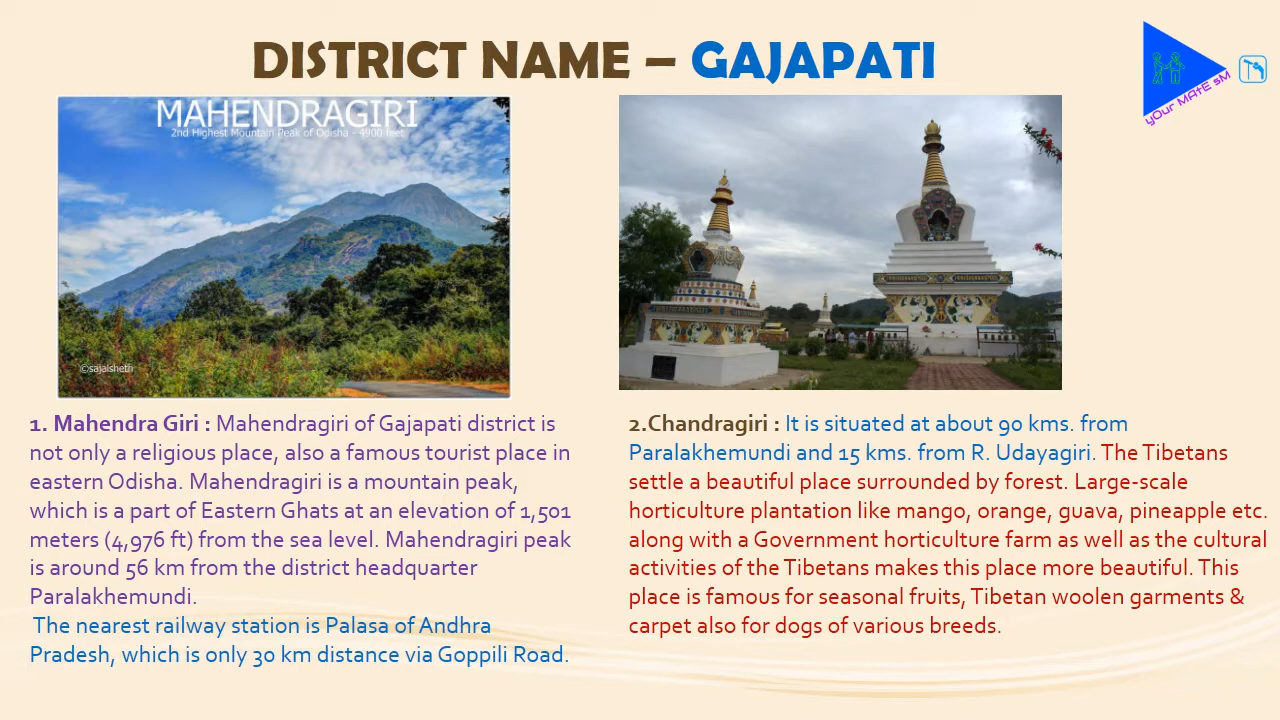 DISTRICT NAME – GAJAPATI
yOur MAtE sM
MAHENDRAGIRI
2nd Highest Mountain Peak of Odisha - 4900 feet
©sajalsheth
1. Mahendra Giri : Mahendragiri of Gajapati district is
not only a religious place, also a famous tourist place in
eastern Odisha. Mahendragiri is a mountain peak,
which is a part of Eastern Ghats at an elevation of 1,501
meters (4,976 ft) from the sea level. Mahendragiri peak
is around 56 km from the district headquarter
Paralakhemundi.
The nearest railway station is Palasa of Andhra
Pradesh, which is only 30 km distance via Goppili Road.
2.Chandragiri : It is situated at about 90 kms. from
Paralakhemundi and 15 kms. from R. Udayagiri. The Tibetans
settle a beautiful place surrounded by forest. Large-scale
horticulture plantation like mango, orange, guava, pineapple etc.
along with a Government horticulture farm as well as the cultural
activities of the Tibetans makes this place more beautiful. This
place is famous for seasonal fruits, Tibetan woolen garments &
carpet also for dogs of various breeds.